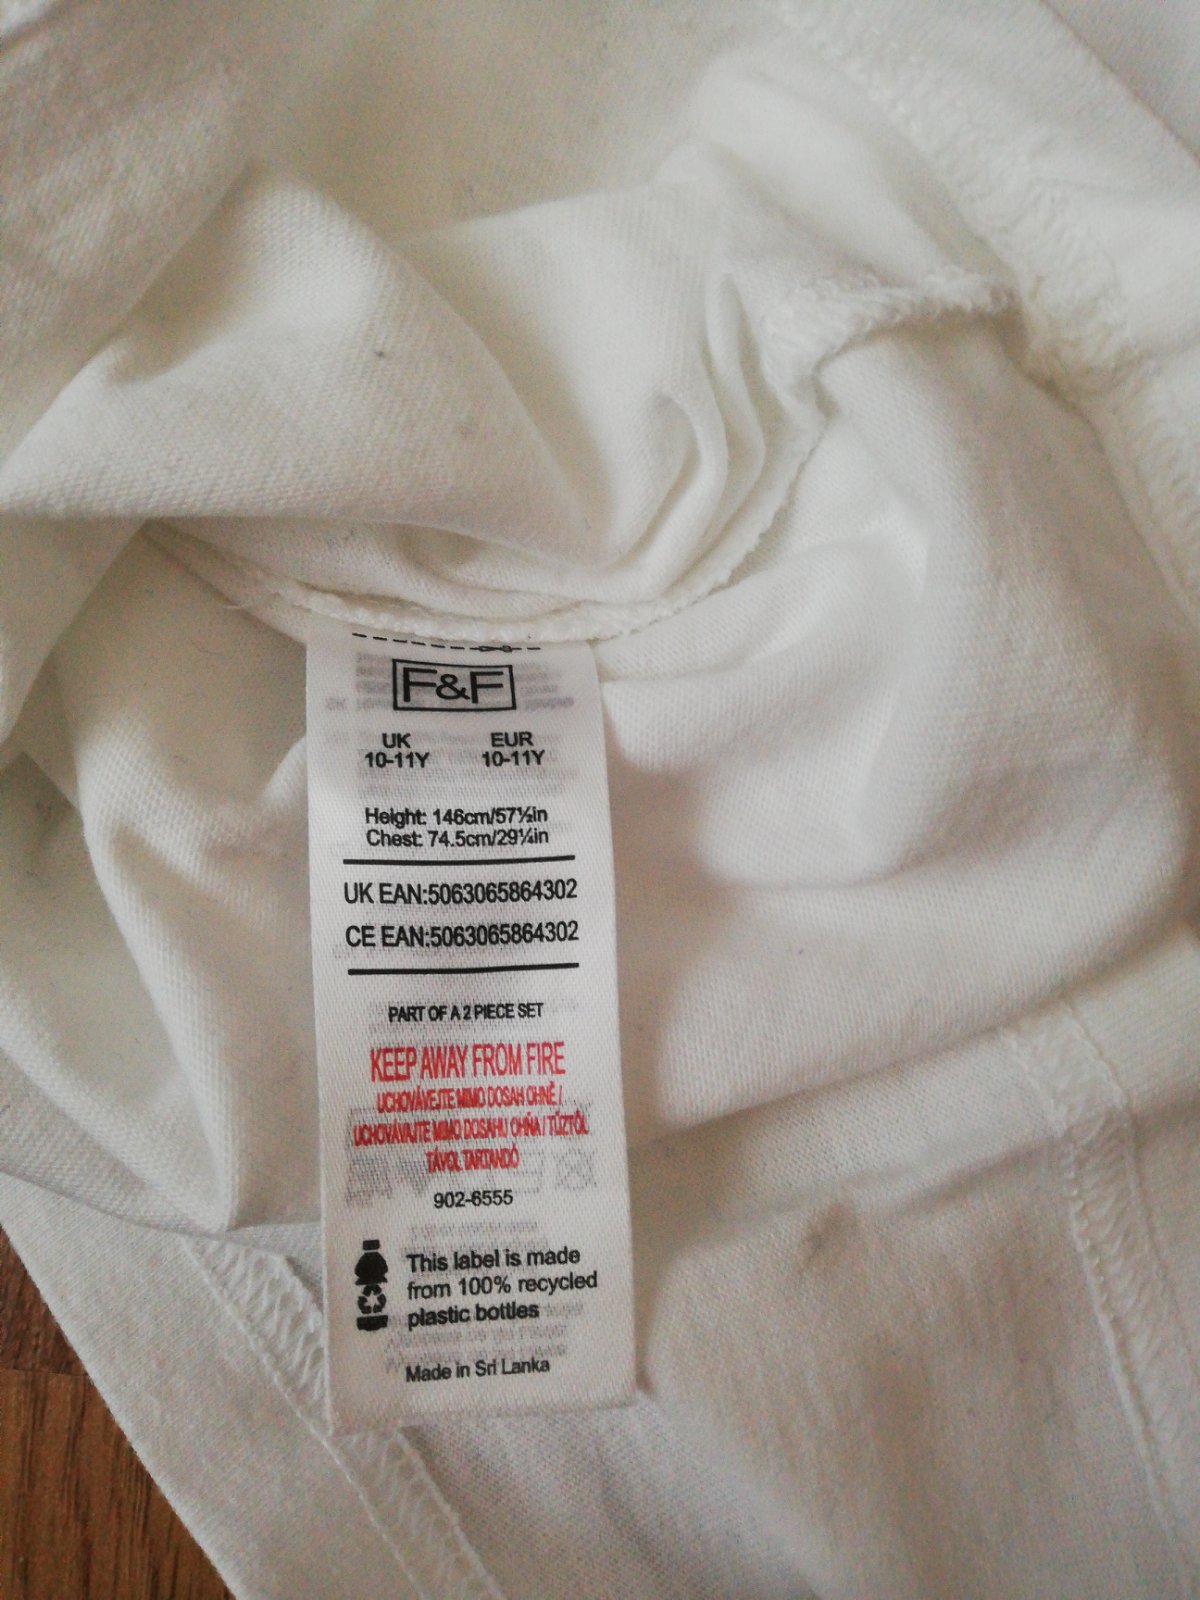 F&F
UK EUR
10-11Y 10-11Y
Height: 146cm/57½in
Chest: 74.5cm/29¼in
UK EAN:5063065864302
CE EAN:5063065864302
PART OF A 2 PIECE SET
KEEP AWAY FROM FIRE
UCHOVÁVEJTE MIMO DOSAH OHNĚ /
UCHOVÁVAJTE MIMO DOSAHU OHŇA / TŰZTŐL
TÁVOL TARTANDÓ
902-6555
This label is made
from 100% recycled
plastic bottles
Made in Sri Lanka